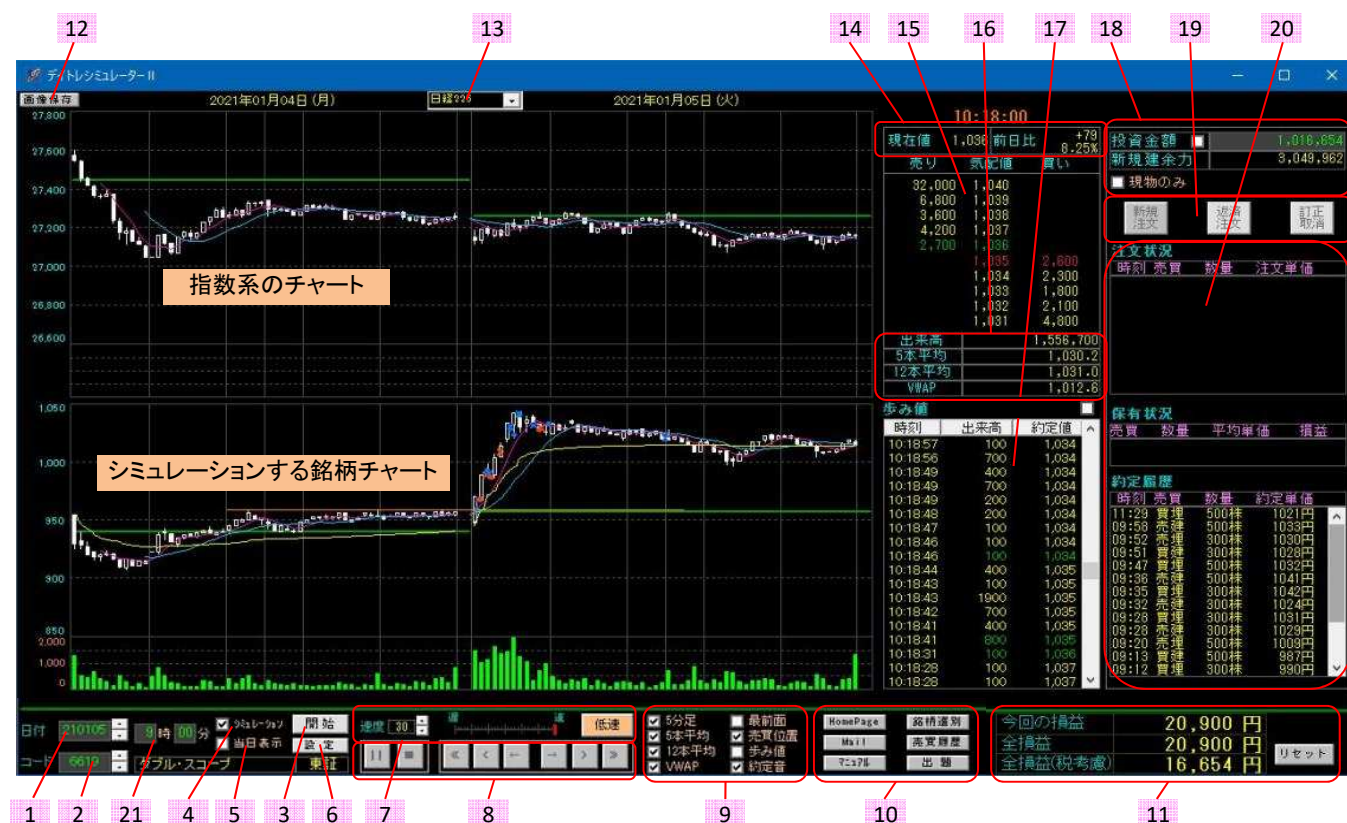 12 13 14 15 16 17 18 19 20
デイトレシミュレーターⅡ
画像保存 2021年01月04日(月) 日経225 2021年01月05日(火)
27,800
27,600
27,400
27,200
27,000
26,800
26,600
指数系のチャート
1,050
1,000
950
900
850
2,000
1,000
0
シミュレーションする銘柄チャート
10:18:00
現在値 1,036 前日比 +79
8.25%
売り 気配値 買い
32,000 1,040
6,800 1,039
3,600 1,038
4,200 1,037
2,700 1,036
1,035 2,600
1,034 2,300
1,033 1,800
1,032 2,100
1,031 4,800
出来高 1,556,700
5本平均 1,030.2
12本平均 1,031.0
VWAP 1,012.6
歩み値
時刻 出来高 約定値
10:18:57 100 1,034
10:18:56 700 1,034
10:18:49 400 1,034
10:18:49 700 1,034
10:18:49 200 1,034
10:18:48 200 1,034
10:18:47 100 1,034
10:18:46 100 1,034
10:18:46 100 1,034
10:18:44 400 1,035
10:18:43 100 1,035
10:18:43 1900 1,035
10:18:42 700 1,035
10:18:41 400 1,035
10:18:41 800 1,035
10:18:31 100 1,036
10:18:28 100 1,037
10:18:28 100 1,037
投資金額 1,016,654
新規建余力 3,049,962
現物のみ
新規注文 返済注文 訂正取消
注文状況
時刻 売買 数量 注文単価
保有状況
売買 数量 平均単価 損益
約定履歴
時刻 売買 数量 約定単価
11:29 買埋 500株 1021円
09:58 売建 500株 1033円
09:52 売埋 300株 1030円
09:51 買建 300株 1028円
09:47 買埋 500株 1032円
09:36 売建 500株 1041円
09:35 買埋 300株 1042円
09:32 売建 300株 1024円
09:28 買埋 300株 1031円
09:28 売建 300株 1029円
09:20 売埋 500株 1009円
09:13 買建 500株 987円
09:12 買埋 300株 990円
日付 210105 9時 00分 シミュレーション 開始
当日表示 設定
コード 6619 ダブル・スコープ 東証
速度 30 遅 速 低速
5分足 最前面
5本平均 売買位置
12本平均 歩み値
VWAP 約定音
HomePage 銘柄選別
Mail 売買履歴
マニュアル 出題
今回の損益 20,900 円
全損益 20,900 円
全損益(税考慮) 16,654 円
リセット
1 2 21 4 5 3 6 7 8 9 10 11